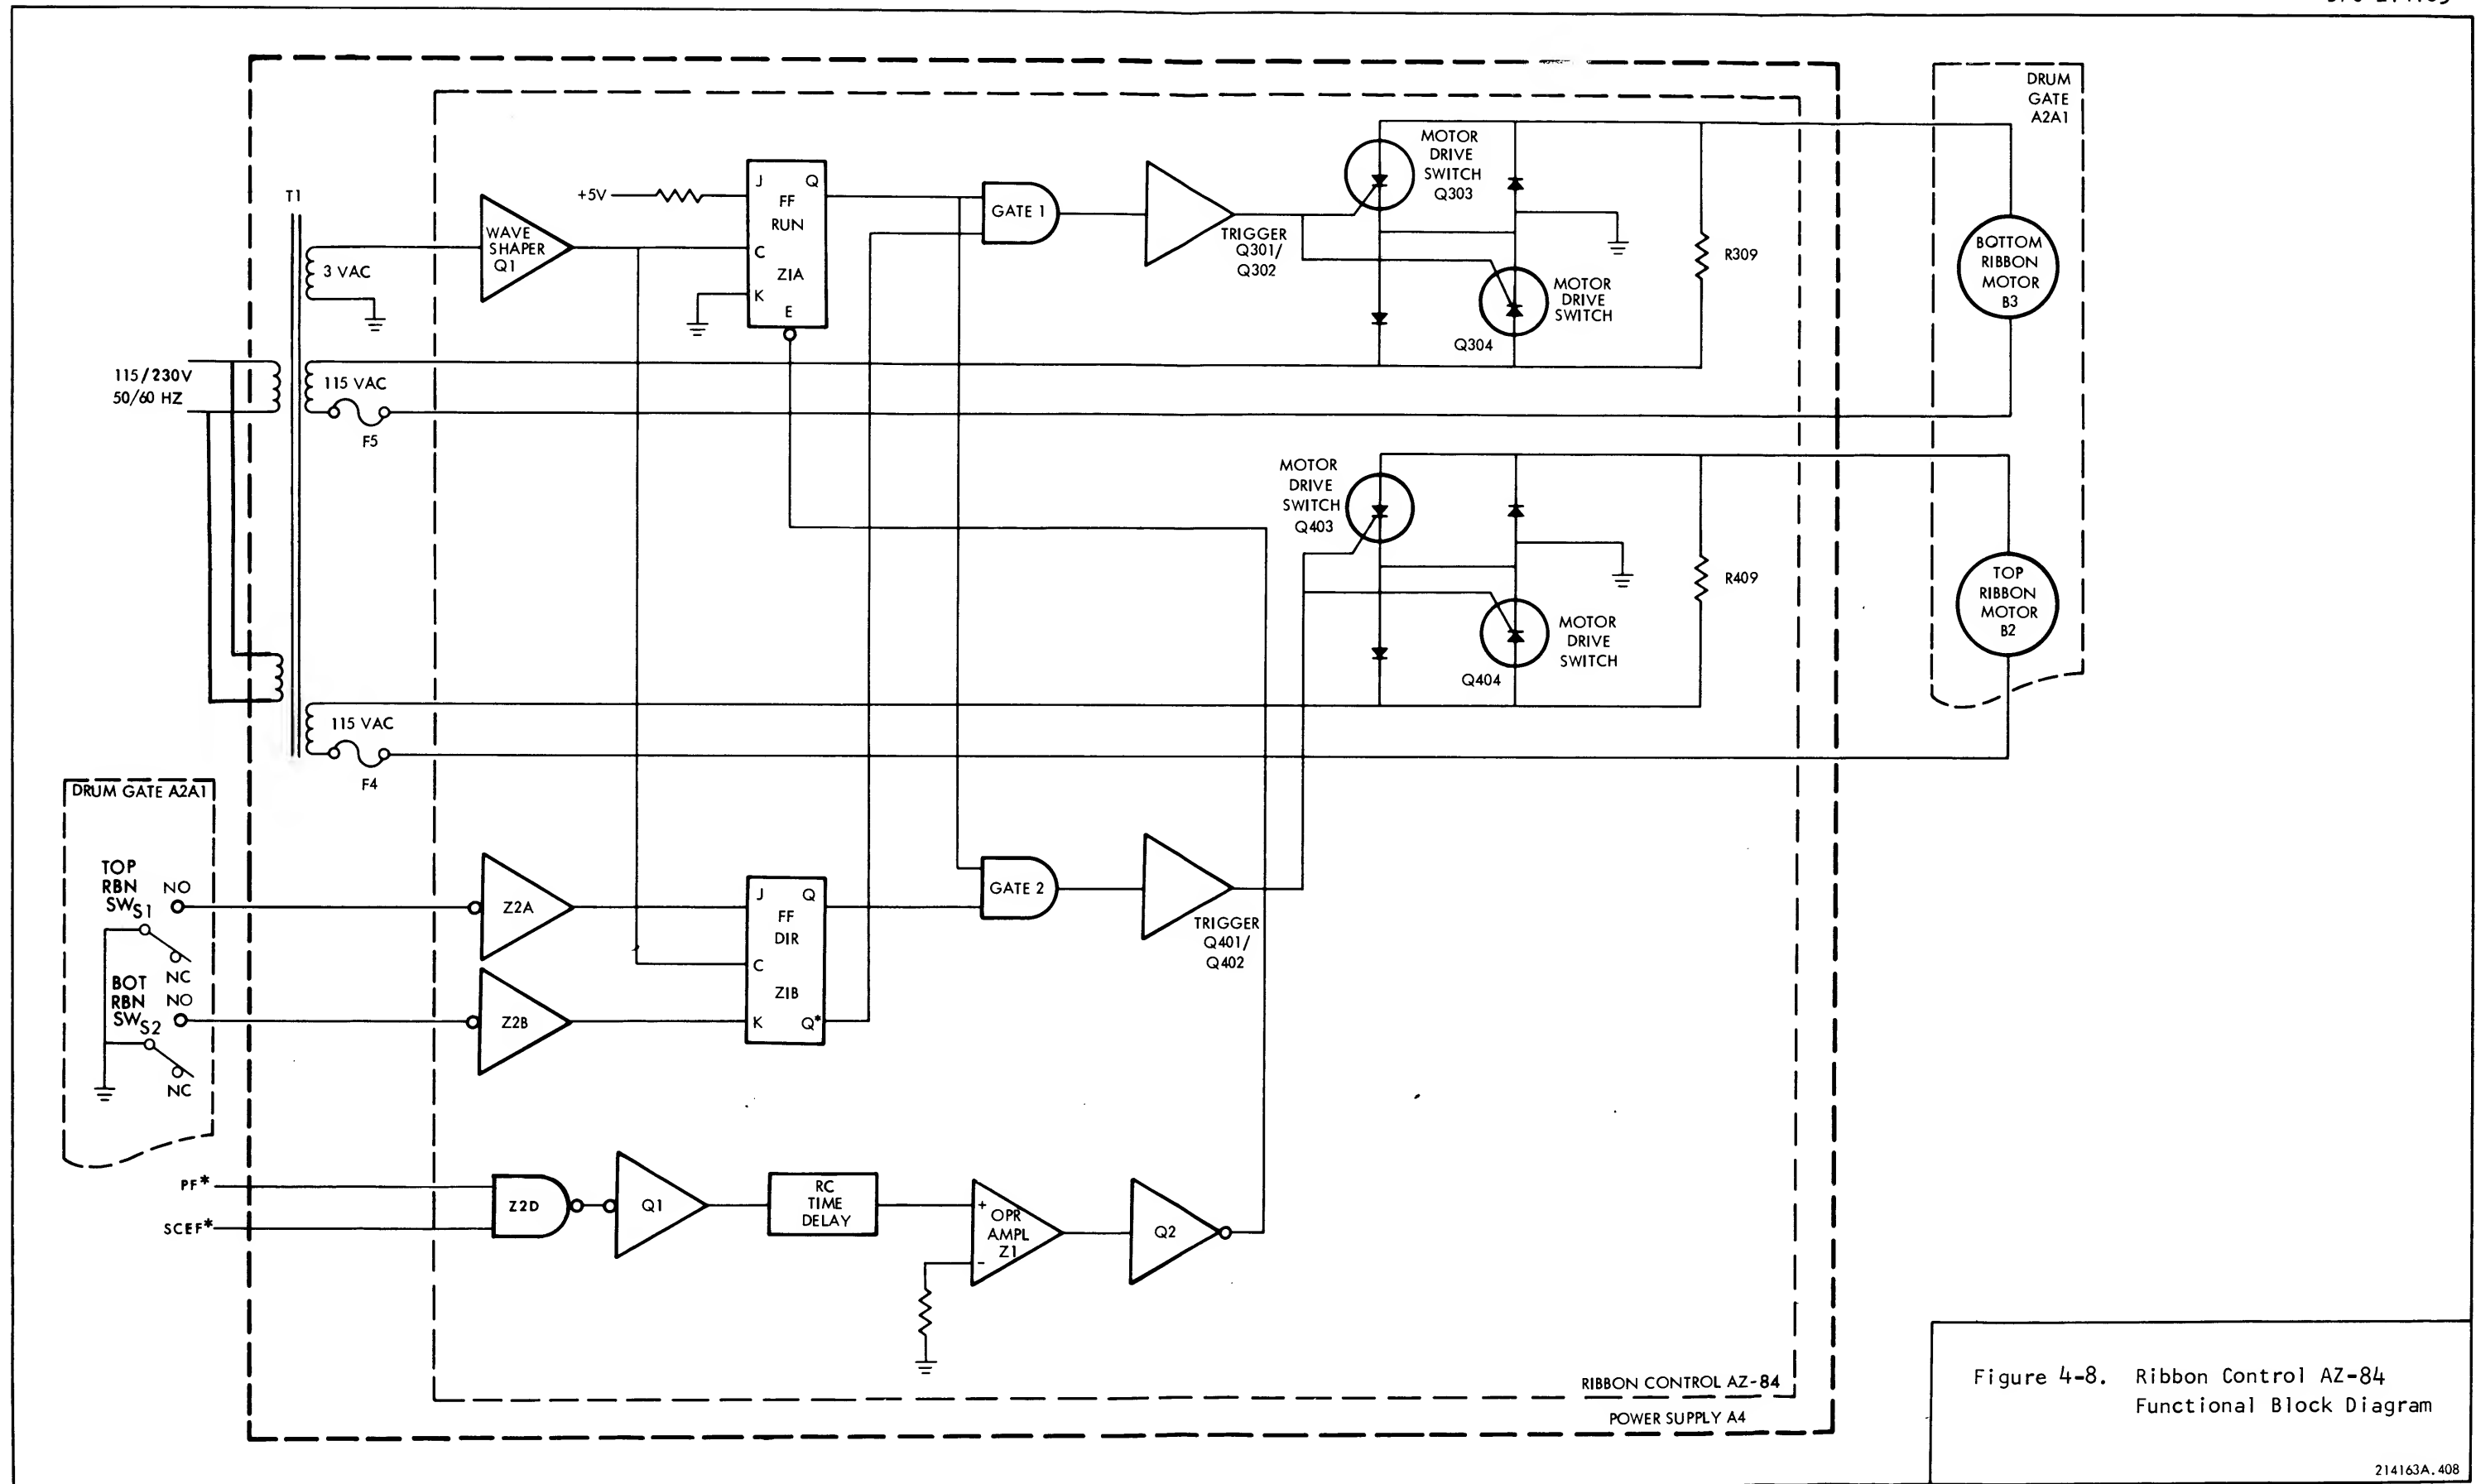 T1
3 VAC
115/230V
50/60 HZ
115 VAC
F5
115 VAC
F4
WAVE
SHAPER
Q1
+5V
J Q
FF
RUN
C
Z1A
K
E
GATE 1
TRIGGER
Q301/
Q302
MOTOR
DRIVE
SWITCH
Q303
MOTOR
DRIVE
SWITCH
Q304
R309
DRUM
GATE
A2A1
BOTTOM
RIBBON
MOTOR
B3
MOTOR
DRIVE
SWITCH
Q403
MOTOR
DRIVE
SWITCH
Q404
R409
TOP
RIBBON
MOTOR
B2
DRUM GATE A2A1
TOP
RBN NO
SW S1
NC
BOT
RBN NO
SW S2
NC
Z2A
Z2B
J Q
FF
DIR
C
Z1B
K Q*
GATE 2
TRIGGER
Q401/
Q402
PF*
SCEF*
Z2D
Q1
RC
TIME
DELAY
+
OPR
AMPL
Z1
-
Q2
RIBBON CONTROL AZ-84
POWER SUPPLY A4
Figure 4-8. Ribbon Control AZ-84
Functional Block Diagram
214163A.408